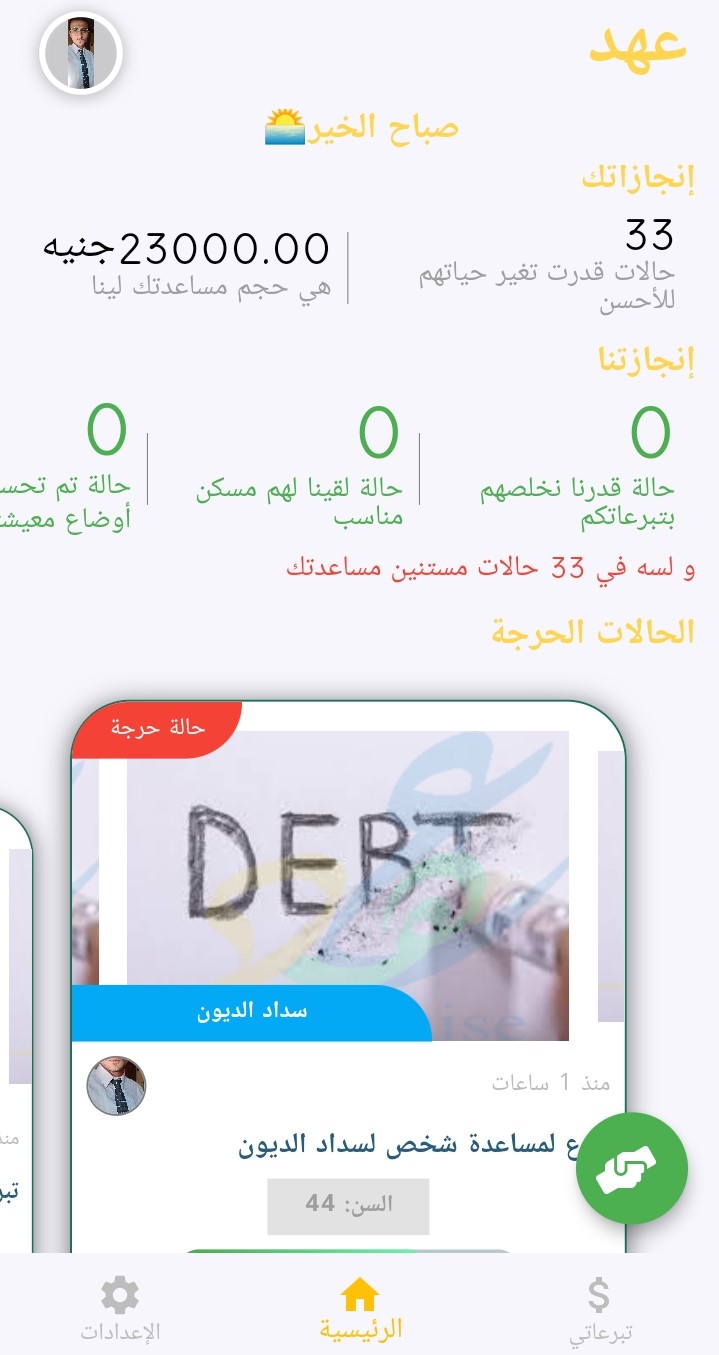 عهد
صباح الخير🌅
إنجازاتك
33
حالات قدرت تغير حياتهم
للأحسن
23000.00جنيه
هي حجم مساعدتك لينا
إنجازتنا
0
حالة قدرنا نخلصهم
بتبرعاتكم
0
حالة لقينا لهم مسكن
مناسب
0
حالة تم تحس
أوضاع معيش
و لسه في 33 حالات مستنين مساعدتك
الحالات الحرجة
حالة حرجة
DEBT
ise
سداد الديون
منذ 1 ساعات
ع لمساعدة شخص لسداد الديون
السن: 44
منذ
تبر
تبرعاتي
الرئيسية
الإعدادات